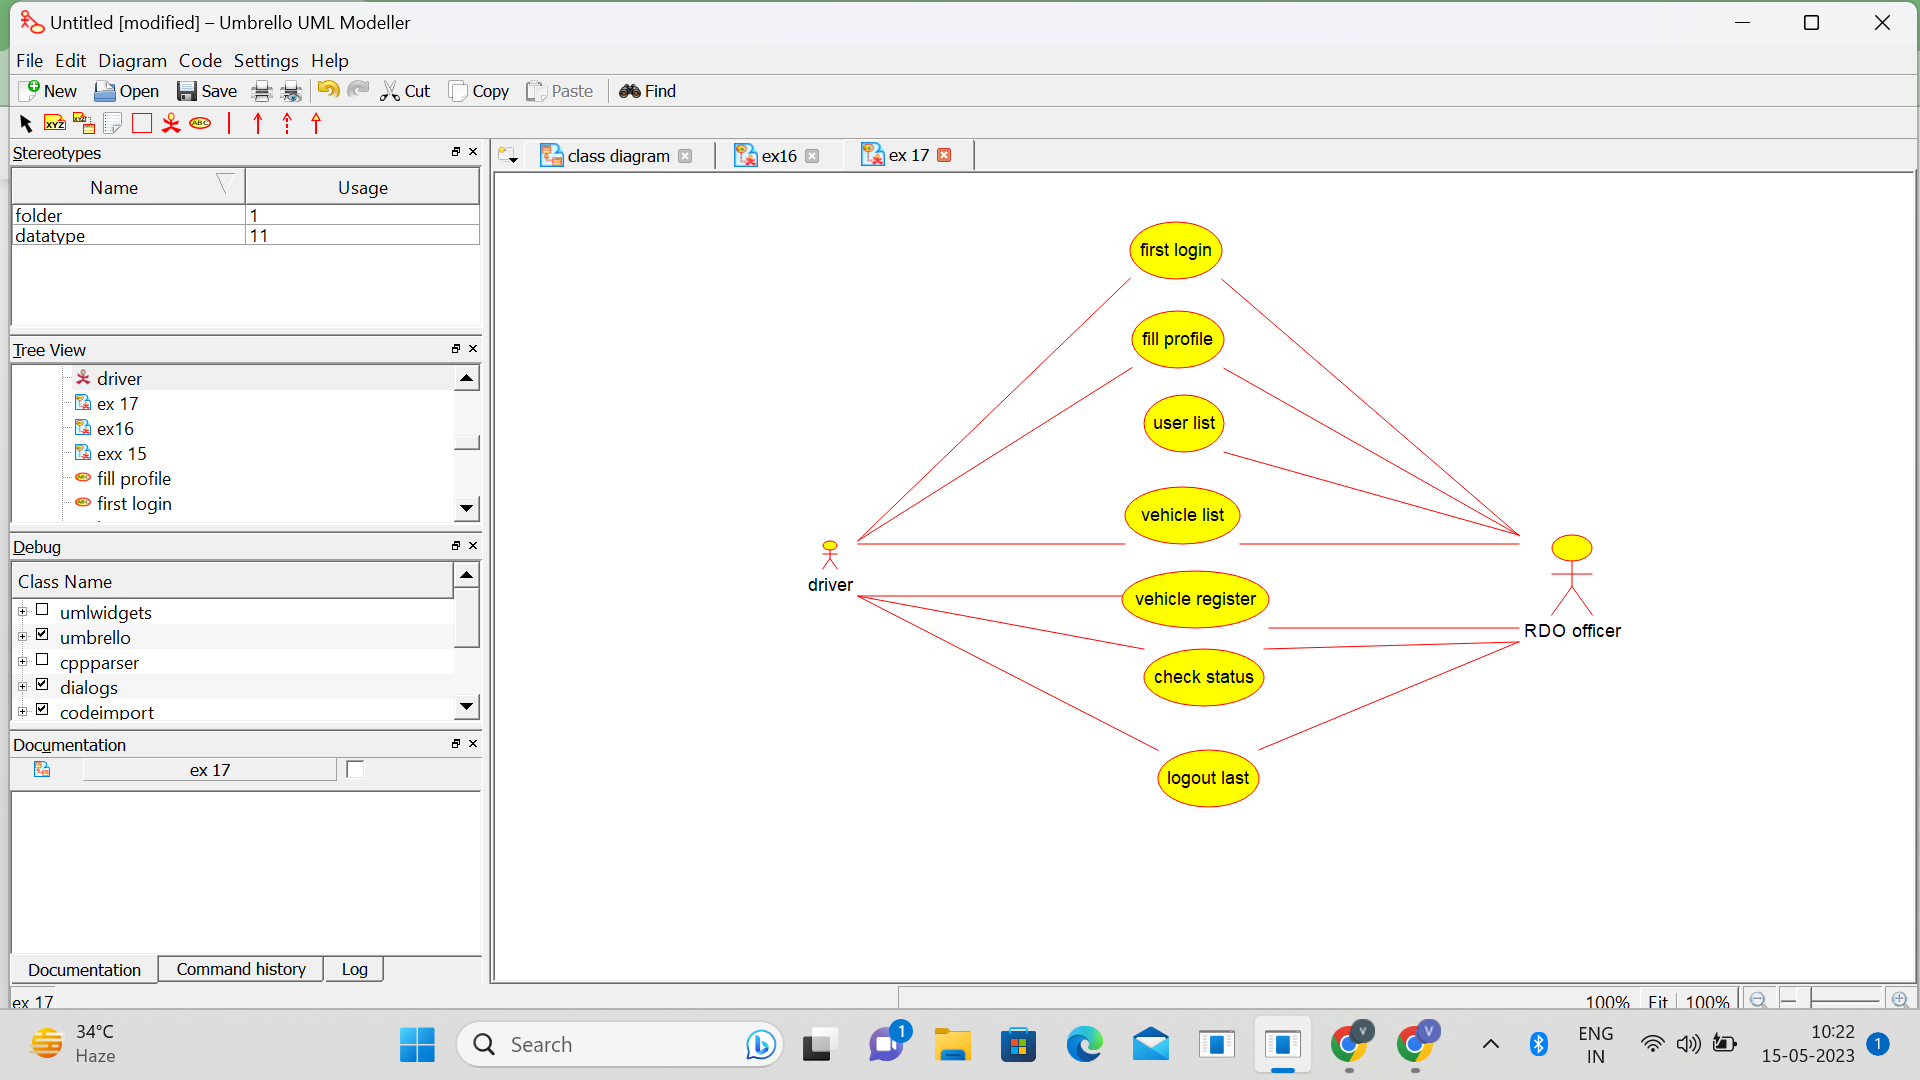 Untitled [modified] – Umbrello UML Modeller
File Edit Diagram Code Settings Help
New Open Save Cut Copy Paste Find
XYZ XYZ ABC
Stereotypes
class diagram ex16 ex 17
Name Usage
folder 1
datatype 11
Tree View
driver
ex 17
ex16
exx 15
fill profile
first login
Debug
Class Name
umlwidgets
umbrello
cppparser
dialogs
codeimport
Documentation
ex 17
Documentation Command history Log
first login
fill profile
user list
vehicle list
driver
vehicle register
RDO officer
check status
logout last
ex 17
100% Fit 100%
34°C
Haze
Search
1
V
V
ENG
IN
10:22
15-05-2023
1